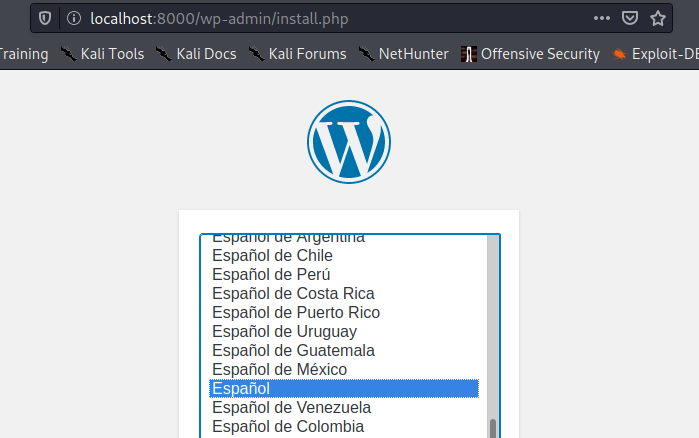 localhost:8000/wp-admin/install.php
raining Kali Tools Kali Docs Kali Forums NetHunter Offensive Security Exploit-DB
Español de Argentina
Español de Chile
Español de Perú
Español de Costa Rica
Español de Puerto Rico
Español de Uruguay
Español de Guatemala
Español de México
Español
Español de Venezuela
Español de Colombia